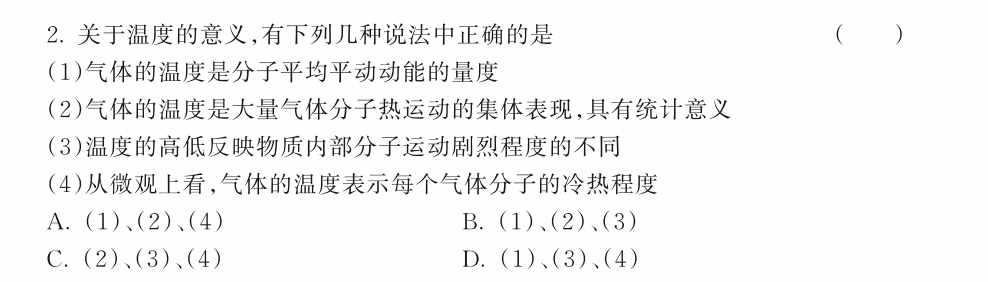 2. 关于温度的意义,有下列几种说法中正确的是 (    )
(1)气体的温度是分子平均平动动能的量度
(2)气体的温度是大量气体分子热运动的集体表现,具有统计意义
(3)温度的高低反映物质内部分子运动剧烈程度的不同
(4)从微观上看,气体的温度表示每个气体分子的冷热程度
A. (1)、(2)、(4) B. (1)、(2)、(3)
C. (2)、(3)、(4) D. (1)、(3)、(4)